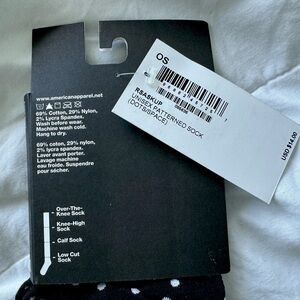 www.americanapparel.net
69% Cotton, 29% Nylon,
2% Lycra Spandex.
Wash before wear.
Machine wash cold.
Hang to dry.
69% coton, 29% nylon,
2% lycra spandex.
Lavar avant porter.
Lavage machine
eau froide. Suspendre
pour sécher.
Over-The-
Knee Sock
Knee-High
Sock
Calf Sock
Low Cut
Sock
OS
RSASKUP
UNISEX PATTERNED SOCK
(DOTS/SPACE)
USD $14.00